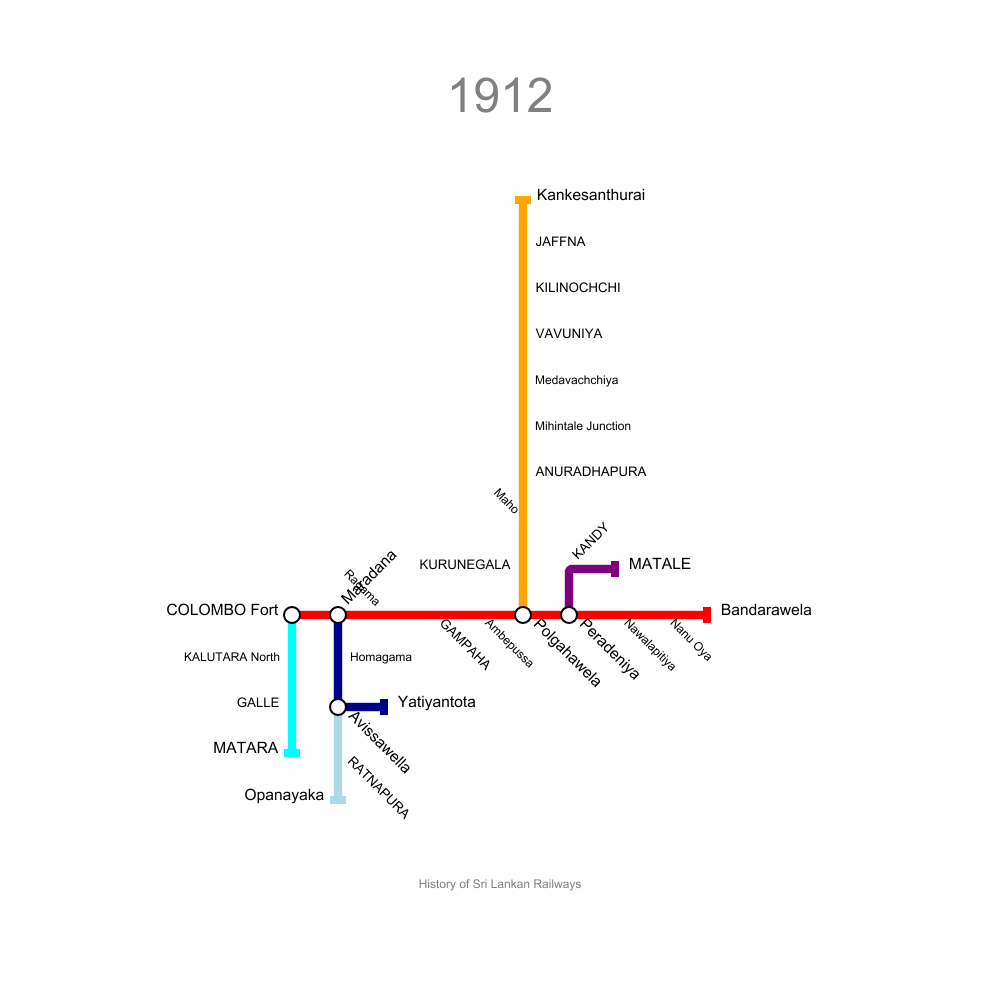 1912
Kankesanthurai
JAFFNA
KILINOCHCHI
VAVUNIYA
Medavachchiya
Mihintale Junction
ANURADHAPURA
Maho
KURUNEGALA
KANDY
MATALE
Maradana
Ragama
COLOMBO Fort
Bandarawela
GAMPAHA
Ambepussa
Polgahawela
Peradeniya
Nawalapitiya
Nanu Oya
KALUTARA North
Homagama
GALLE
Yatiyantota
MATARA
Avissawella
Opanayaka
RATNAPURA
History of Sri Lankan Railways